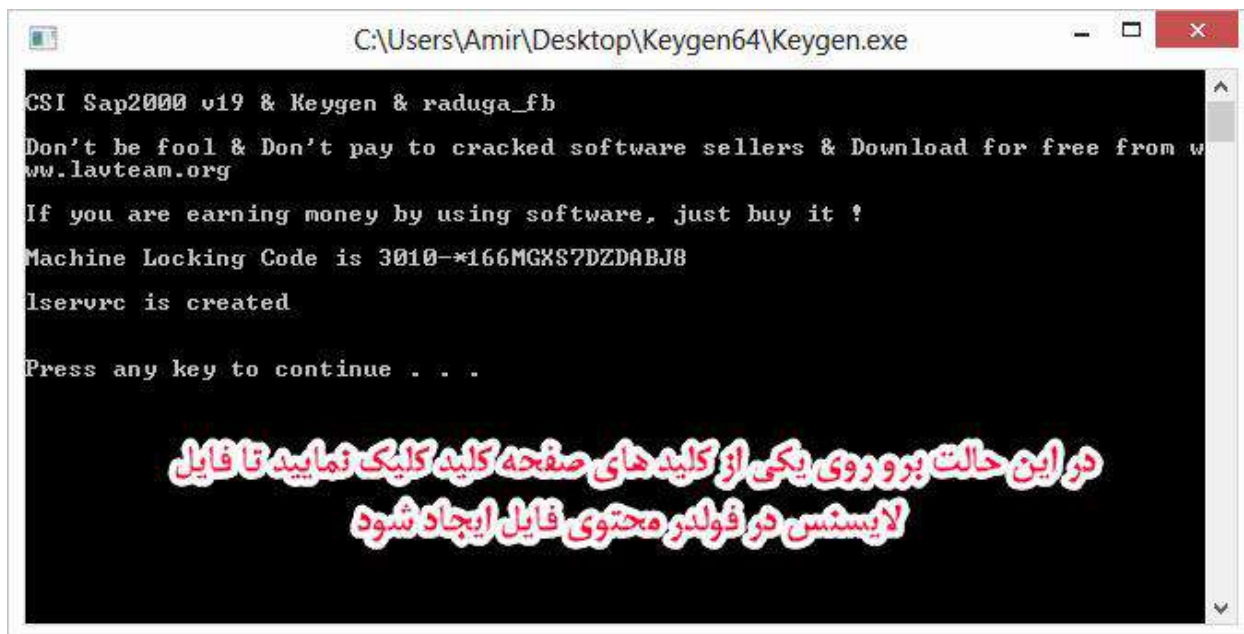 C:\Users\Amir\Desktop\Keygen64\Keygen.exe
CSI Sap2000 v19 & Keygen & raduga_fb
Don't be fool & Don't pay to cracked software sellers & Download for free from w
ww.lavteam.org
If you are earning money by using software, just buy it !
Machine Locking Code is 3010-*166MGXS7DZDABJ8
lservrc is created
Press any key to continue . . .
در این حالت برو روی یکی از کلید های صفحه کلید کلیک نمایید تا فایل
لایسنس در فولدر محتوی فایل ایجاد شود